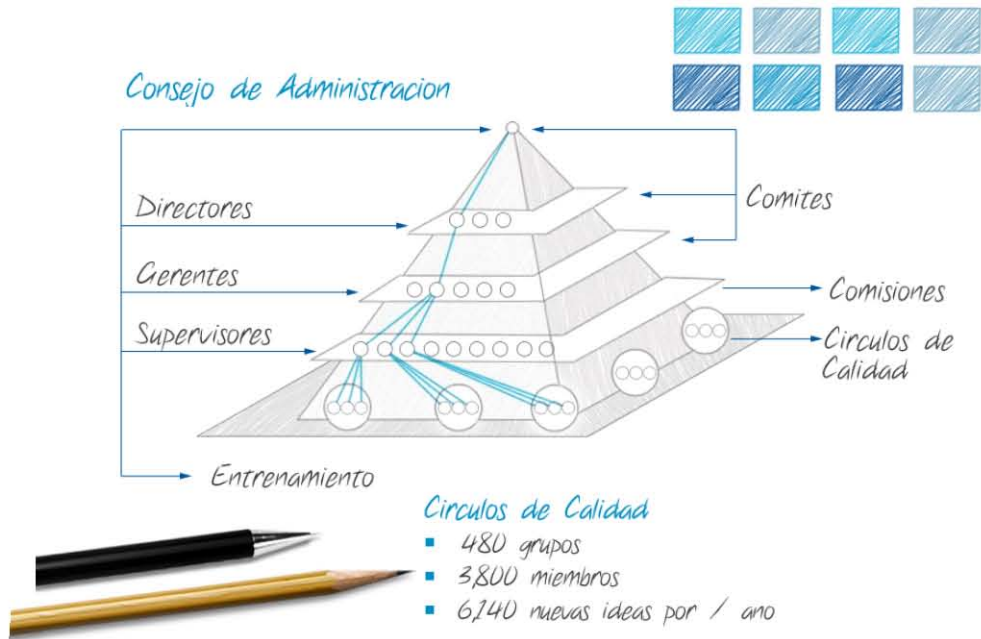 Consejo de Administracion
Directores
Comites
Gerentes
Comisiones
Supervisores
Circulos de
Calidad
Entrenamiento
Circulos de Calidad
480 grupos
3,800 miembros
6,140 nuevas ideas por / ano